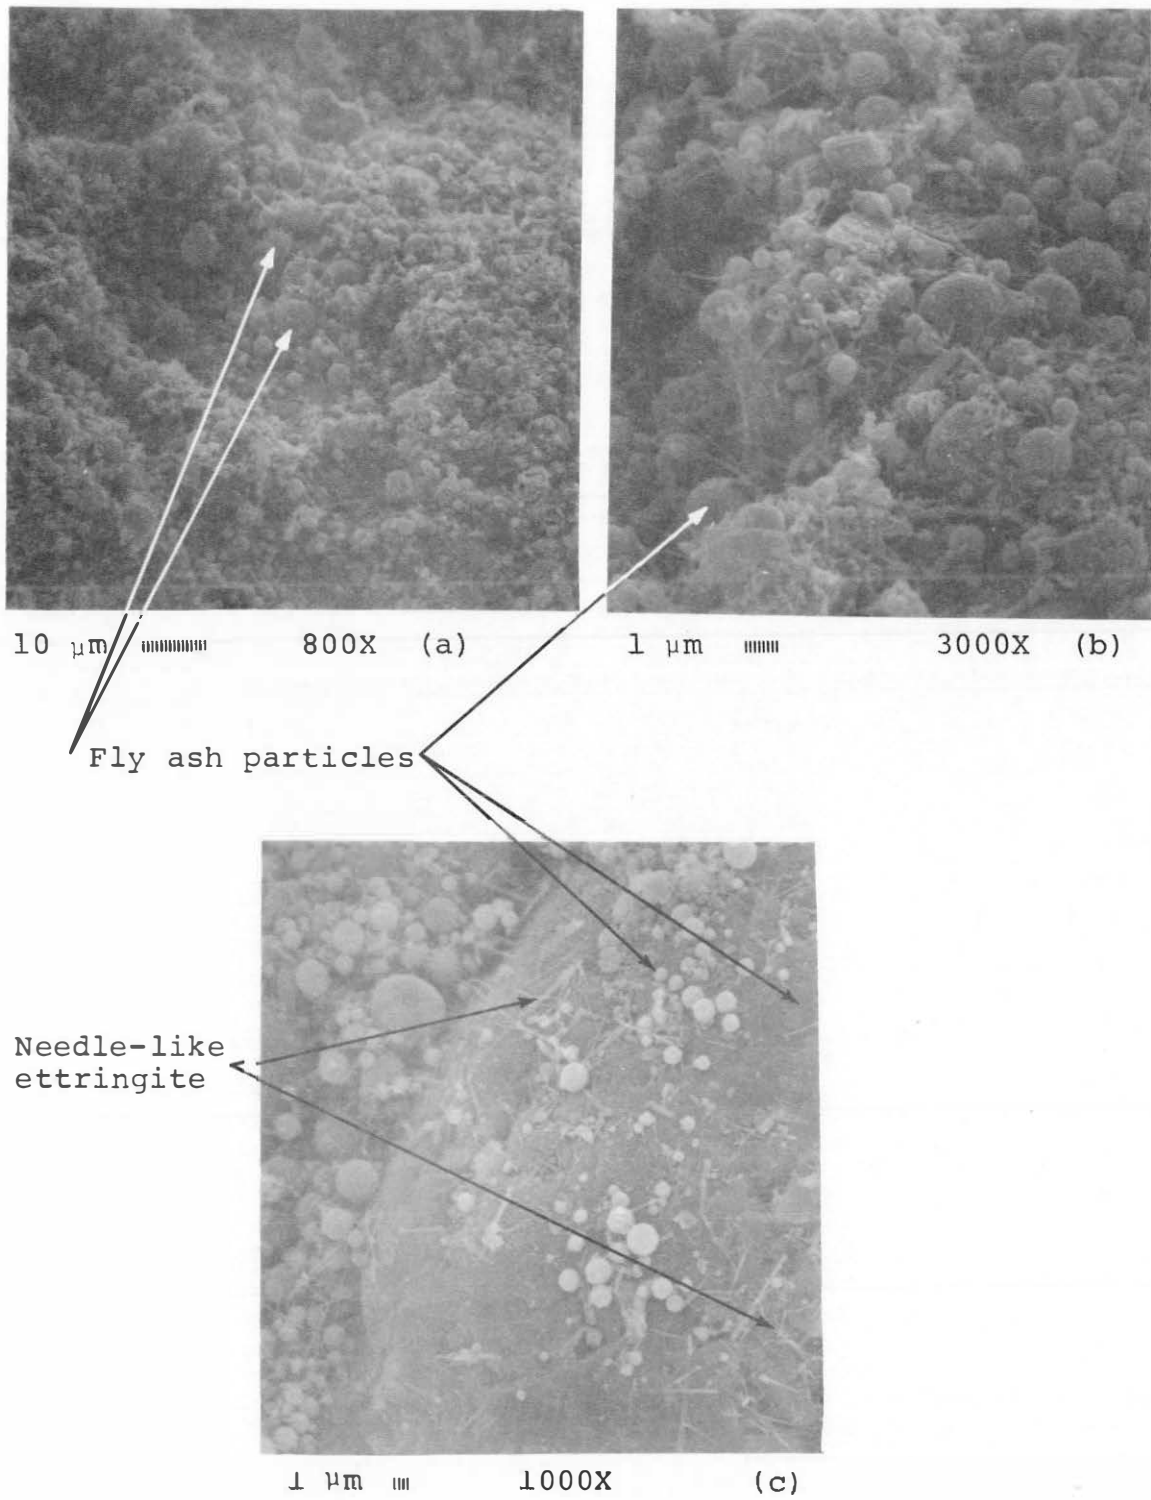 10 μm 800X (a)
1 μm 3000X (b)
Fly ash particles
Needle-like
ettringite
1 μm 1000X (c)